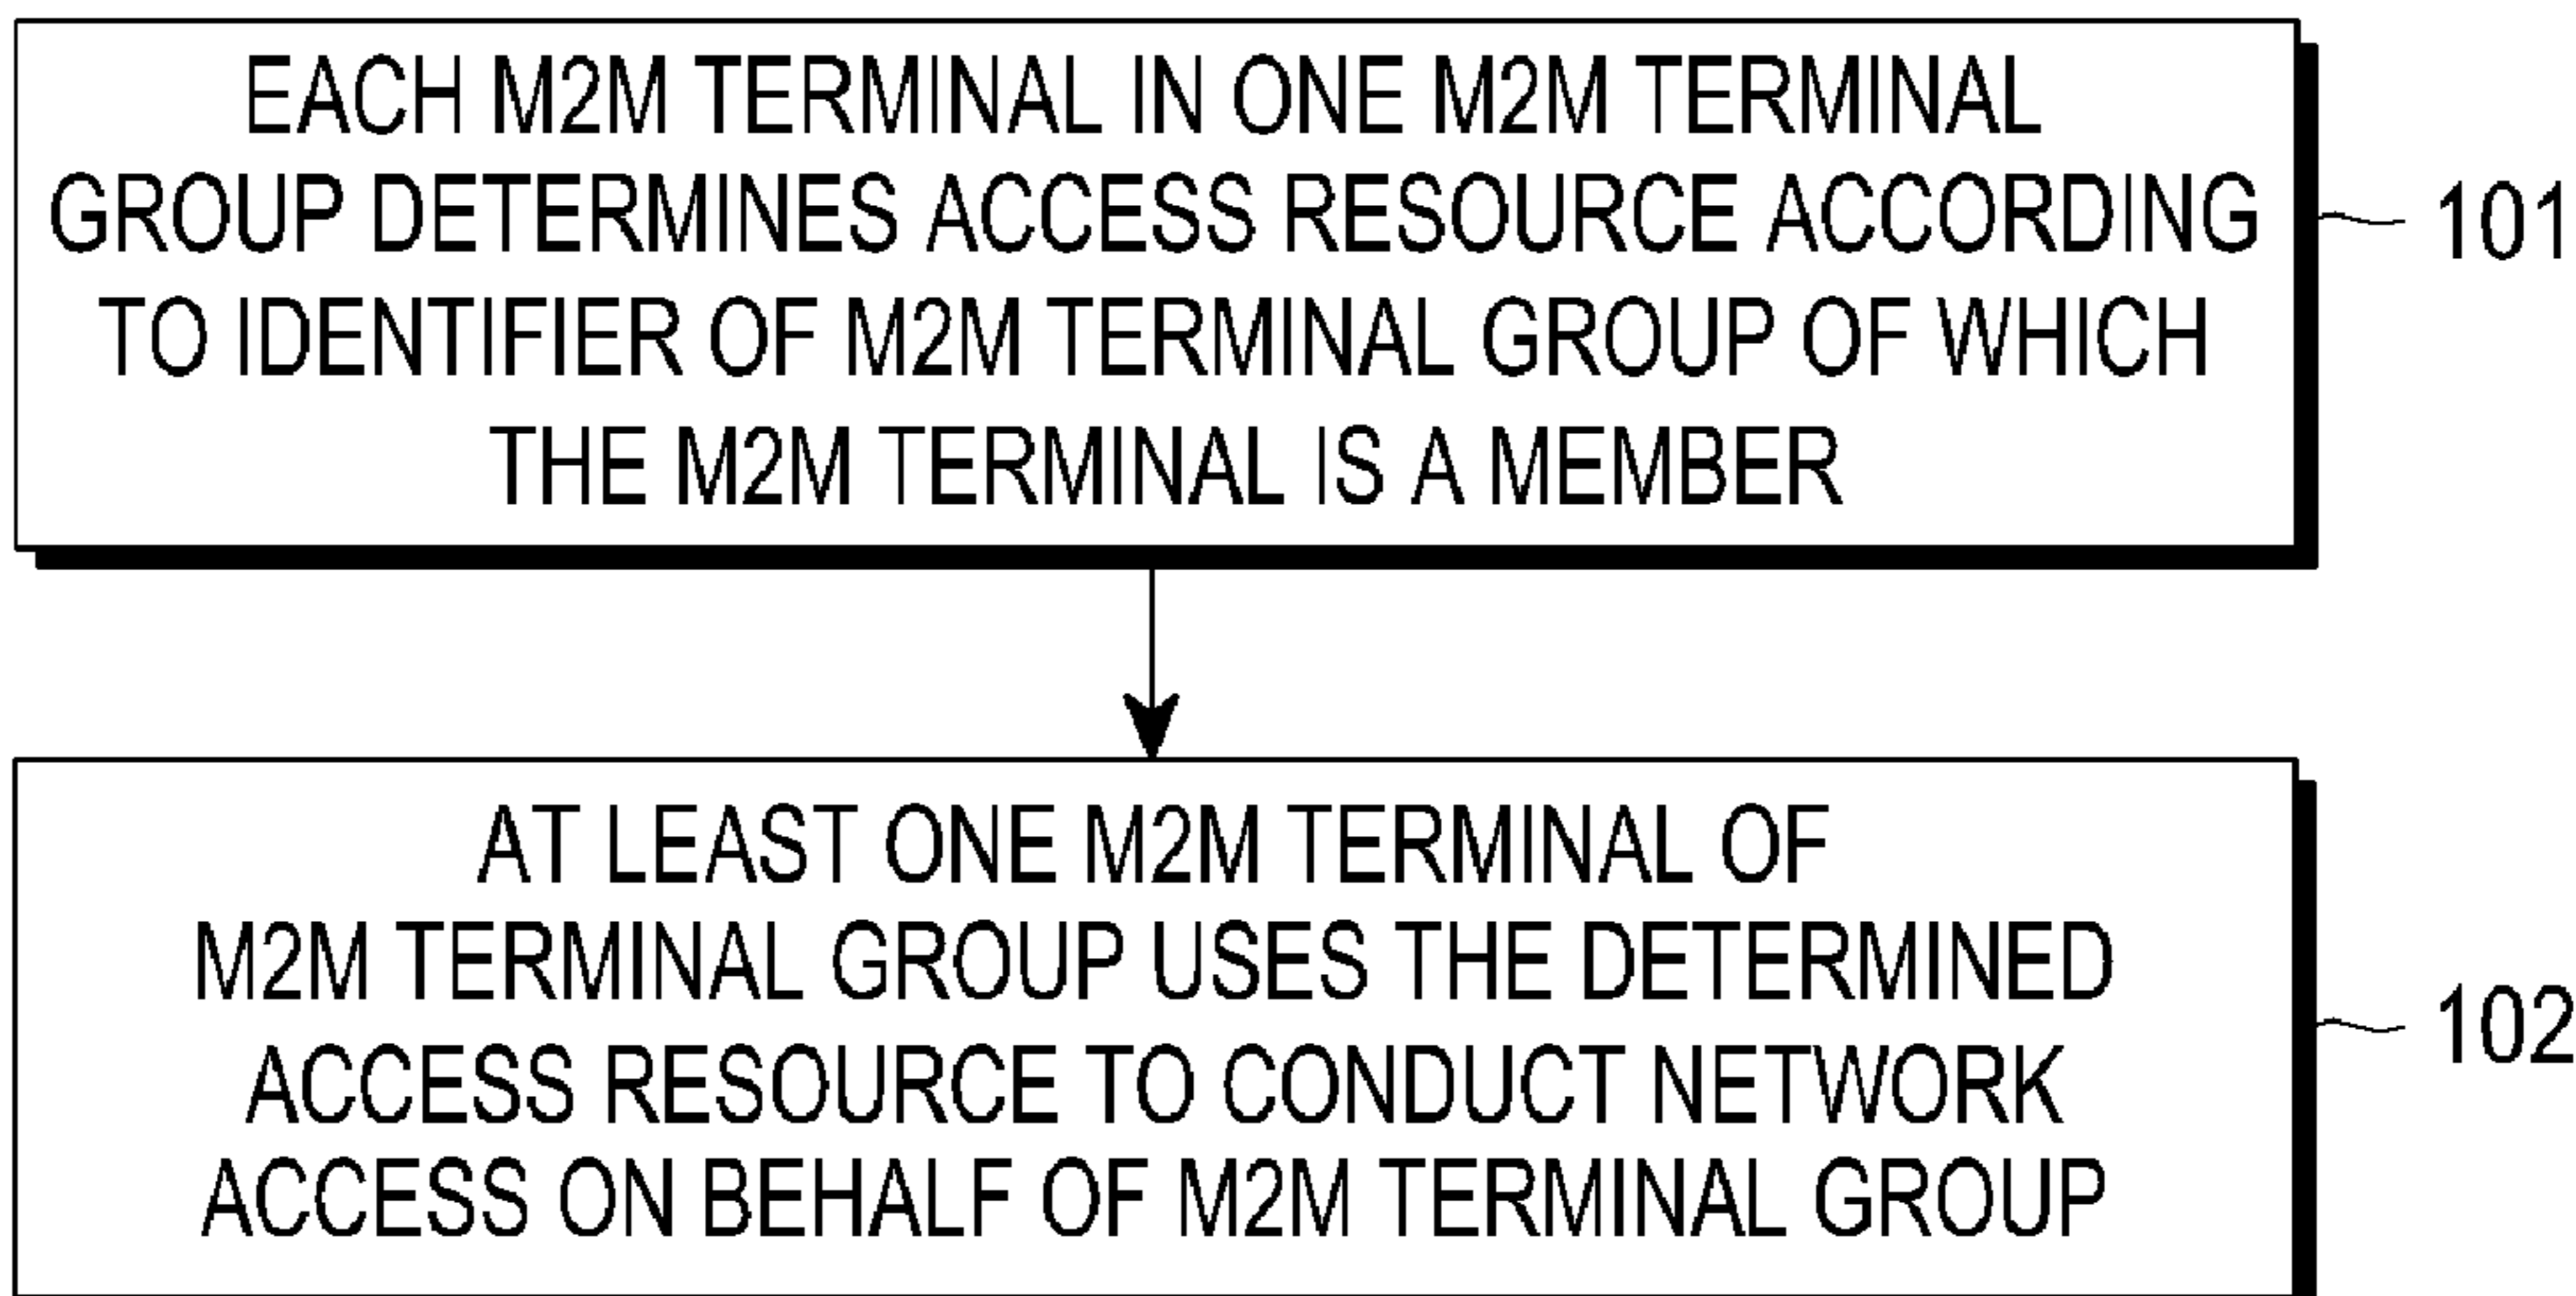 EACH M2M TERMINAL IN ONE M2M TERMINAL
GROUP DETERMINES ACCESS RESOURCE ACCORDING
TO IDENTIFIER OF M2M TERMINAL GROUP OF WHICH
THE M2M TERMINAL IS A MEMBER
101
AT LEAST ONE M2M TERMINAL OF
M2M TERMINAL GROUP USES THE DETERMINED
ACCESS RESOURCE TO CONDUCT NETWORK
ACCESS ON BEHALF OF M2M TERMINAL GROUP
102